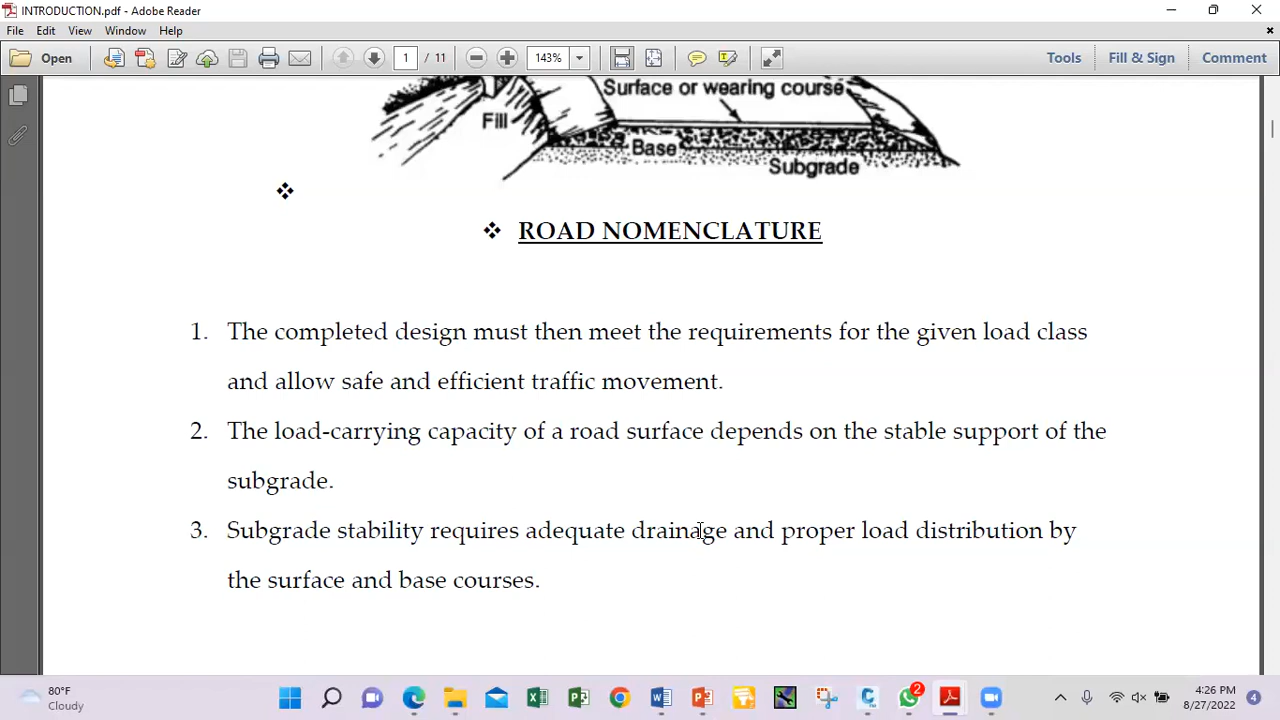 INTRODUCTION.pdf - Adobe Reader
File Edit View Window Help
Open 1 / 11 143% Tools Fill & Sign Comment
Surface or wearing course
Fill
Base
Subgrade
❖
❖ ROAD NOMENCLATURE
1. The completed design must then meet the requirements for the given load class
and allow safe and efficient traffic movement.
2. The load-carrying capacity of a road surface depends on the stable support of the
subgrade.
3. Subgrade stability requires adequate drainage and proper load distribution by
the surface and base courses.
80°F
Cloudy
2
4:26 PM
8/27/2022
4